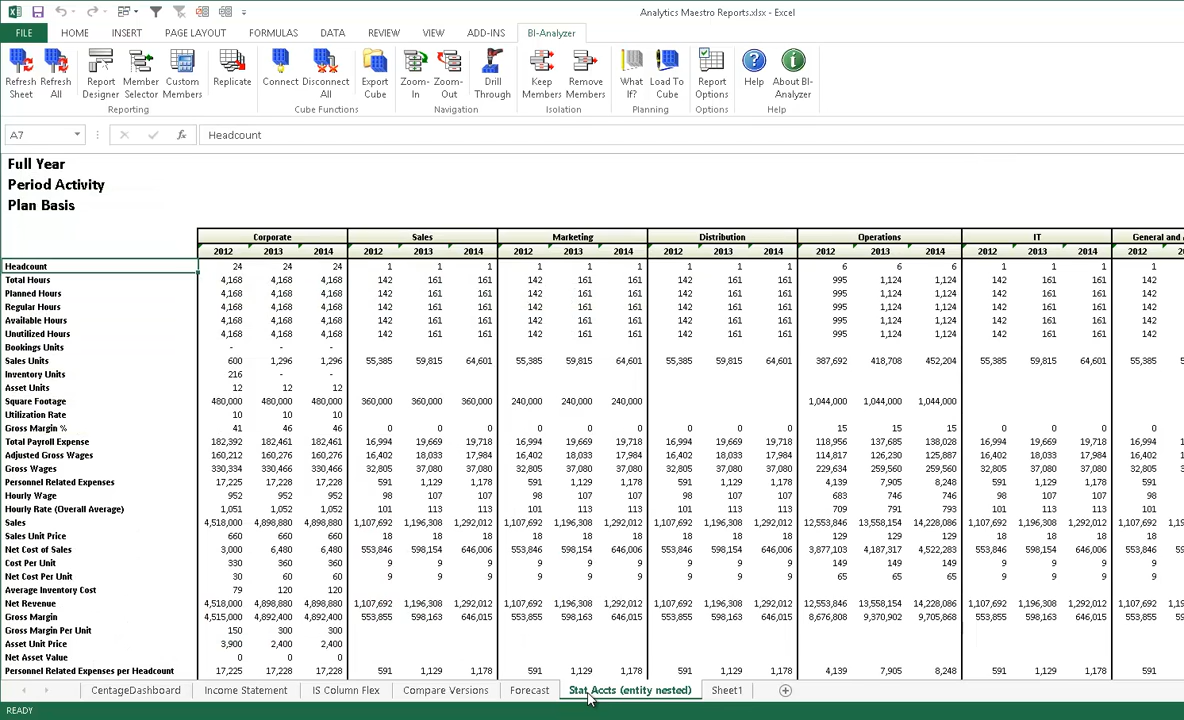 Analytics Maestro Reports.xlsx - Excel
FILE HOME INSERT PAGE LAYOUT FORMULAS DATA REVIEW VIEW ADD-INS BI-Analyzer
Refresh Sheet Refresh All Report Designer Member Selector Custom Members Replicate Connect Disconnect All Export Cube Zoom-In Zoom-Out Drill Through Keep Members Remove Members What If? Load To Cube Report Options Help About BI-Analyzer
Reporting Cube Functions Navigation Isolation Planning Options Help
A7 fx Headcount
Full Year
Period Activity
Plan Basis
Corporate Sales Marketing Distribution Operations IT General and
2012 2013 2014 2012 2013 2014 2012 2013 2014 2012 2013 2014 2012 2013 2014 2012 2013 2014 2012
Headcount 24 24 24 1 1 1 1 1 1 1 1 1 6 6 6 1 1 1 1
Total Hours 4,168 4,168 4,168 142 161 161 142 161 161 142 161 161 995 1,124 1,124 142 161 161 142
Planned Hours 4,168 4,168 4,168 142 161 161 142 161 161 142 161 161 995 1,124 1,124 142 161 161 142
Regular Hours 4,168 4,168 4,168 142 161 161 142 161 161 142 161 161 995 1,124 1,124 142 161 161 142
Available Hours 4,168 4,168 4,168 142 161 161 142 161 161 142 161 161 995 1,124 1,124 142 161 161 142
Unutilized Hours 4,168 4,168 4,168 142 161 161 142 161 161 142 161 161 995 1,124 1,124 142 161 161 142
Bookings Units - - -
Sales Units 600 1,296 1,296 55,385 59,815 64,601 55,385 59,815 64,601 55,385 59,815 64,601 387,692 418,708 452,204 55,385 59,815 64,601 55,385
Inventory Units 216 - -
Asset Units 12 12 12
Square Footage 480,000 480,000 480,000 360,000 360,000 360,000 240,000 240,000 240,000 1,044,000 1,044,000 1,044,000
Utilization Rate 10 10 10
Gross Margin % 41 46 46 0 0 0 0 0 0 0 0 0 15 15 15 0 0 0 0
Total Payroll Expense 182,392 182,461 182,461 16,994 19,669 19,718 16,994 19,669 19,718 16,994 19,669 19,718 118,956 137,685 138,028 16,994 19,669 19,718 16,994
Adjusted Gross Wages 160,212 160,276 160,276 16,402 18,033 17,984 16,402 18,033 17,984 16,402 18,033 17,984 114,817 126,230 125,887 16,402 18,033 17,984 16,402
Gross Wages 330,334 330,466 330,466 32,805 37,080 37,080 32,805 37,080 37,080 32,805 37,080 37,080 229,634 259,560 259,560 32,805 37,080 37,080 32,805
Personnel Related Expenses 17,225 17,228 17,228 591 1,129 1,178 591 1,129 1,178 591 1,129 1,178 4,139 7,905 8,248 591 1,129 1,178 591
Hourly Wage 952 952 952 98 107 107 98 107 107 98 107 107 683 746 746 98 107 107 98
Hourly Rate (Overall Average) 1,051 1,052 1,052 101 113 113 101 113 113 101 113 113 709 791 793 101 113 113 101
Sales 4,518,000 4,898,880 4,898,880 1,107,692 1,196,308 1,292,012 1,107,692 1,196,308 1,292,012 1,107,692 1,196,308 1,292,012 12,553,846 13,558,154 14,228,086 1,107,692 1,196,308 1,292,012 1,107,692
Sales Unit Price 660 660 660 18 18 18 18 18 18 18 18 18 129 129 129 18 18 18 18
Net Cost of Sales 3,000 6,480 6,480 553,846 598,154 646,006 553,846 598,154 646,006 553,846 598,154 646,006 3,877,103 4,187,317 4,522,283 553,846 598,154 646,006 553,846
Cost Per Unit 330 360 360 9 9 9 9 9 9 9 9 9 149 149 149 9 9 9 9
Net Cost Per Unit 30 60 60 9 9 9 9 9 9 9 9 9 65 65 65 9 9 9 9
Average Inventory Cost 79 120 120
Net Revenue 4,518,000 4,898,880 4,898,880 1,107,692 1,196,308 1,292,012 1,107,692 1,196,308 1,292,012 1,107,692 1,196,308 1,292,012 12,553,846 13,558,154 14,228,086 1,107,692 1,196,308 1,292,012 1,107,692
Gross Margin 4,515,000 4,892,400 4,892,400 553,855 598,163 646,015 553,855 598,163 646,015 553,855 598,163 646,015 8,676,808 9,370,902 9,705,868 553,855 598,163 646,015 553,855
Gross Margin Per Unit 150 300 300
Asset Unit Price 3,900 2,400 2,400
Net Asset Value 0 0 0
Personnel Related Expenses per Headcount 17,225 17,228 17,228 591 1,129 1,178 591 1,129 1,178 591 1,129 1,178 4,139 7,905 8,248 591 1,129 1,178 591
CentageDashboard Income Statement IS Column Flex Compare Versions Forecast Stat Accts (entity nested) Sheet1
READY